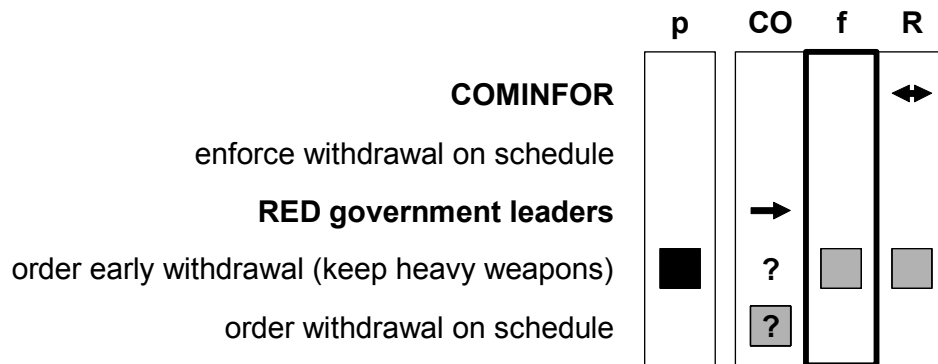 p CO f R
COMINFOR
enforce withdrawal on schedule
RED government leaders
order early withdrawal (keep heavy weapons) ?
order withdrawal on schedule ?